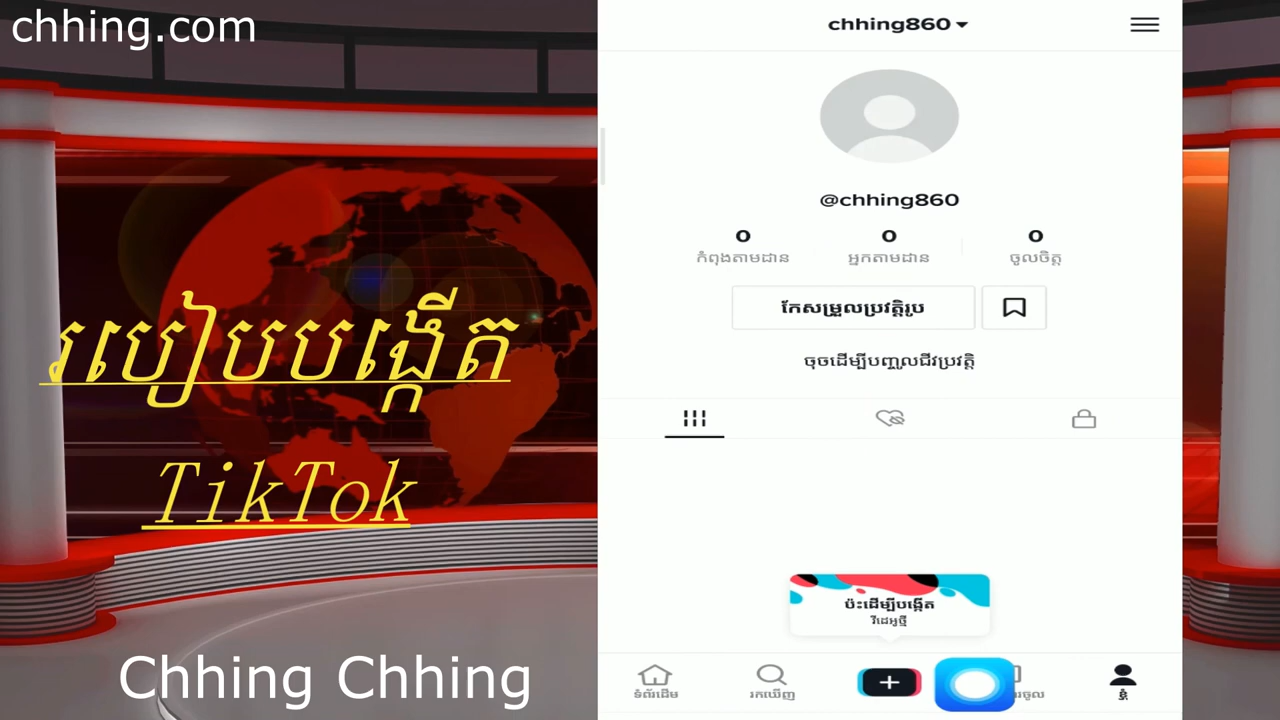 chhing.com
របៀបបង្កើត
TikTok
Chhing Chhing
chhing860
@chhing860
0 0 0
កំពុងតាមដាន អ្នកតាមដាន ចូលចិត្ត
កែសម្រួលប្រវត្តិរូប
ចុចដើម្បីបញ្ចូលជីវប្រវត្តិ
ប៉ះដើម្បីបង្កើត
វីដេអូថ្មី
ទំព័រដើម រកឃើញ ខ្ញុំ